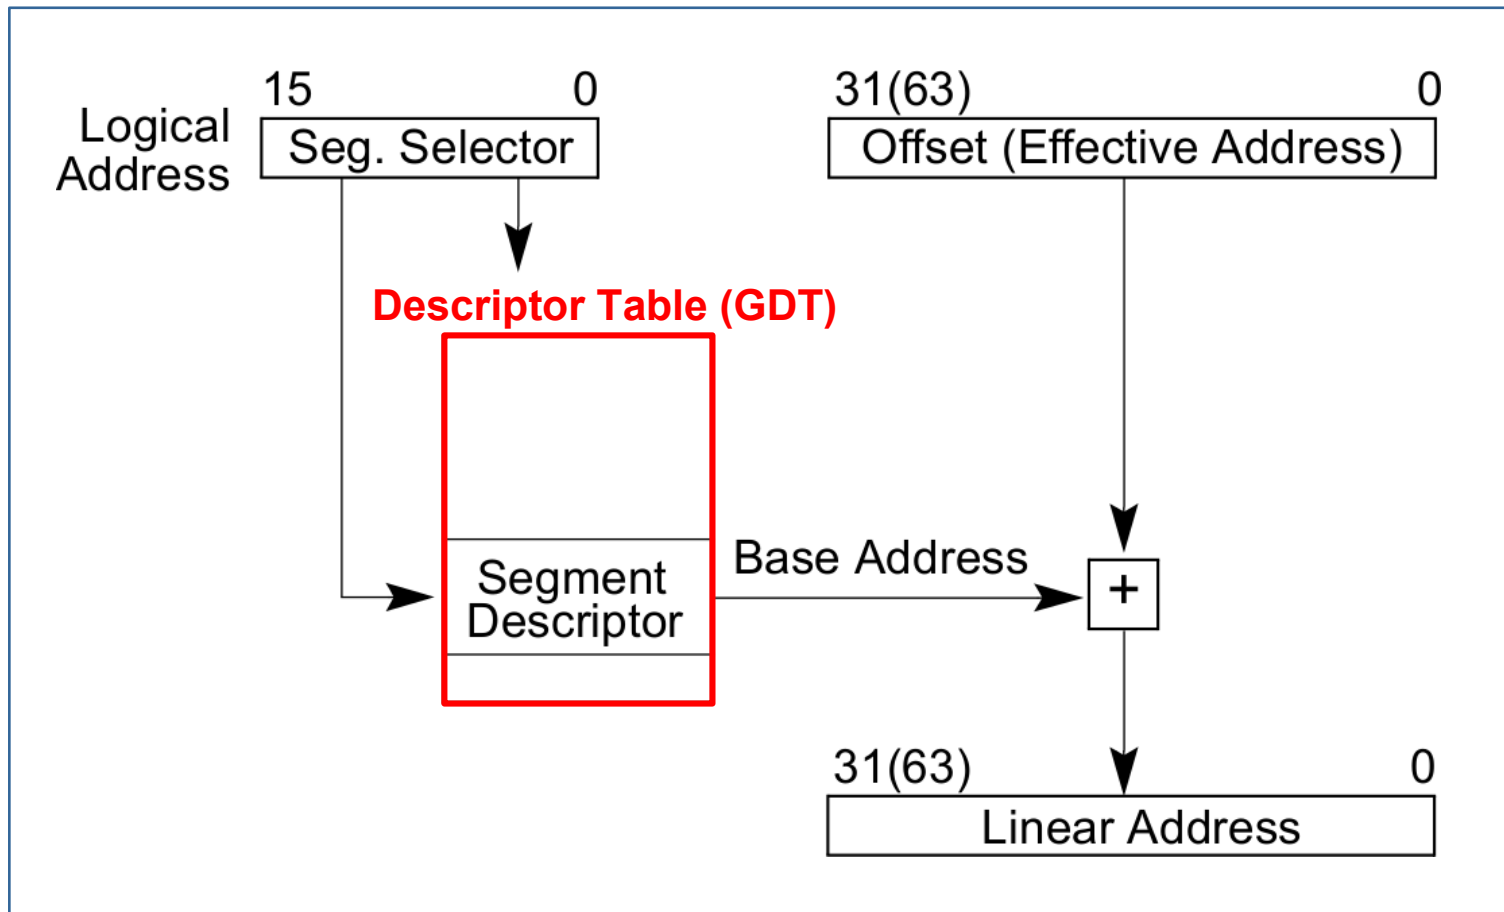 15 0
31(63) 0
Logical
Address
Seg. Selector
Offset (Effective Address)
Descriptor Table (GDT)
Segment
Descriptor
Base Address
+
31(63) 0
Linear Address